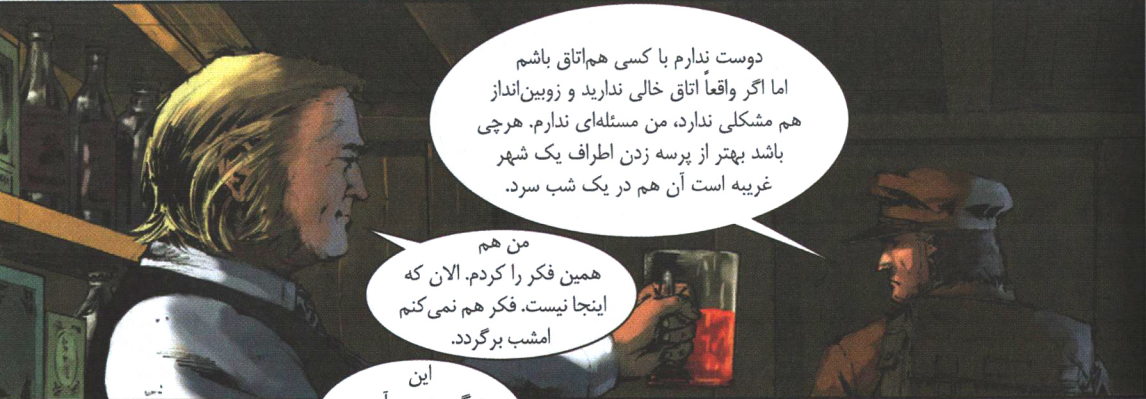 دوست ندارم با کسی هم‌اتاق باشم
اما اگر واقعاً اتاق خالی ندارید و زوبین‌انداز
هم مشکلی ندارد، من مسئله‌ای ندارم. هرچی
باشد بهتر از پرسه زدن اطراف یک شهر
غریبه است آن هم در یک شب سرد.
من هم
همین فکر را کردم. الان که
اینجا نیست. فکر هم نمی‌کنم
امشب برگردد.
این